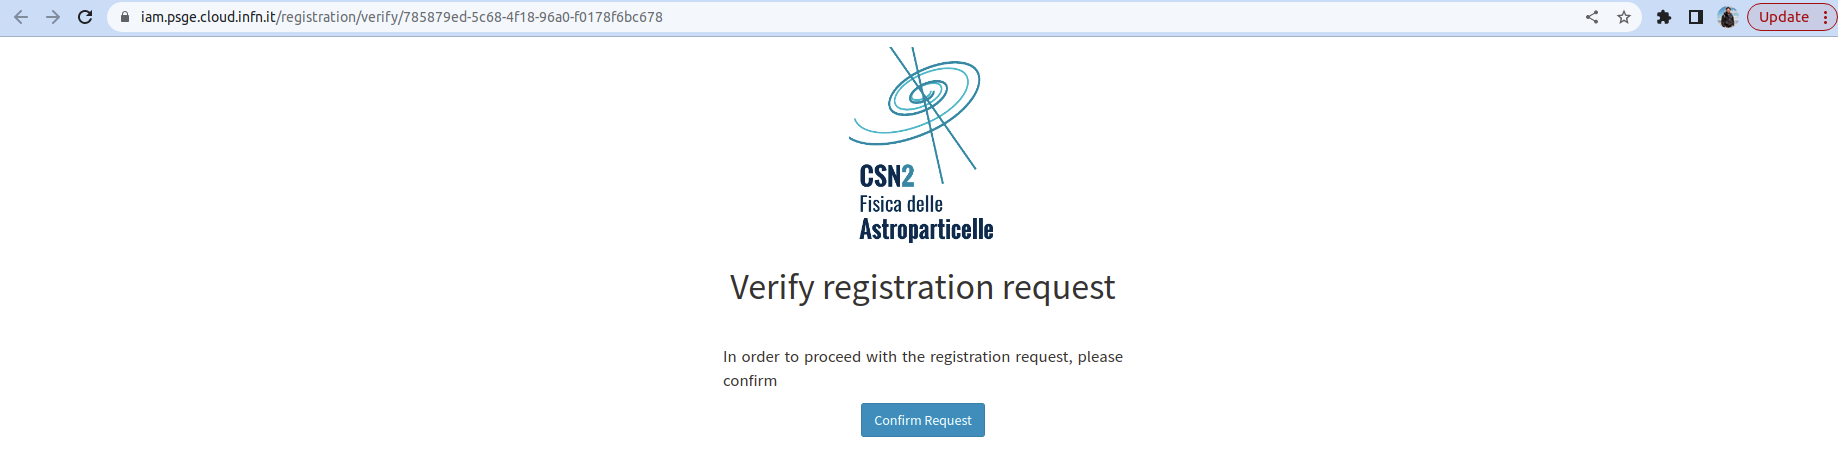 iam.psge.cloud.infn.it/registration/verify/785879ed-5c68-4f18-96a0-f0178f6bc678
Update
CSN2
Fisica delle
Astroparticelle
Verify registration request
In order to proceed with the registration request, please
confirm
Confirm Request